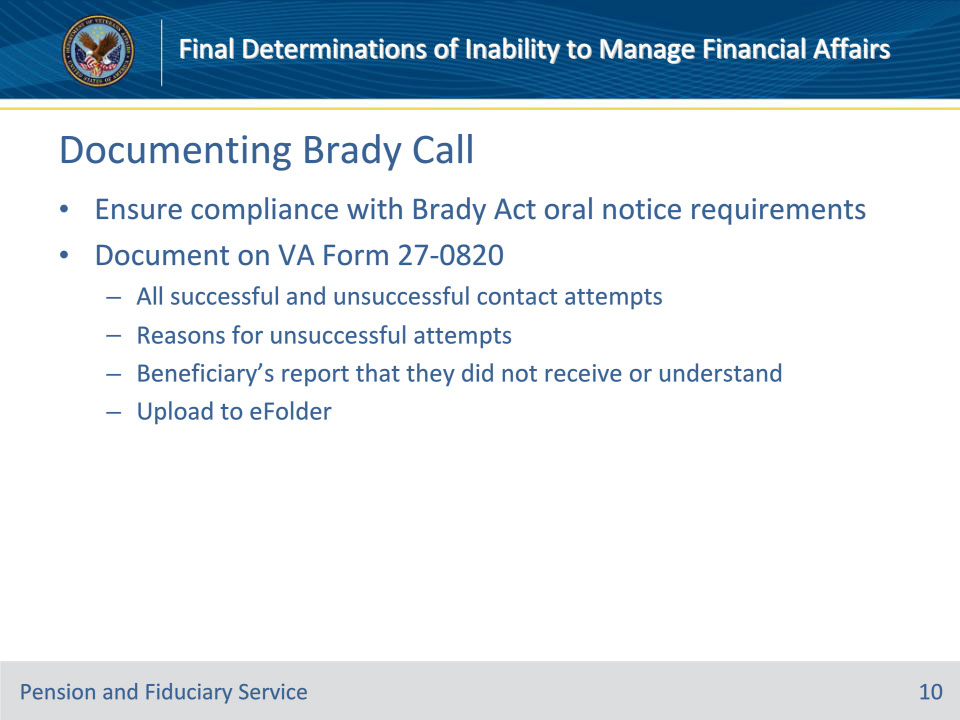 Final Determinations of Inability to Manage Financial Affairs
Documenting Brady Call
• Ensure compliance with Brady Act oral notice requirements
• Document on VA Form 27-0820
– All successful and unsuccessful contact attempts
– Reasons for unsuccessful attempts
– Beneficiary’s report that they did not receive or understand
– Upload to eFolder
Pension and Fiduciary Service
10